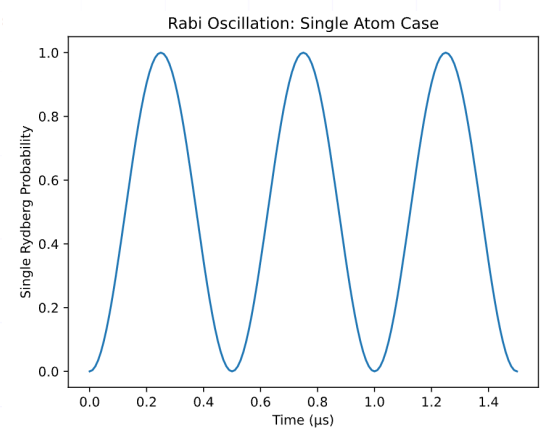 Rabi Oscillation: Single Atom Case
1.0
0.8
0.6
0.4
0.2
0.0
Single Rydberg Probability
0.0 0.2 0.4 0.6 0.8 1.0 1.2 1.4
Time (μs)